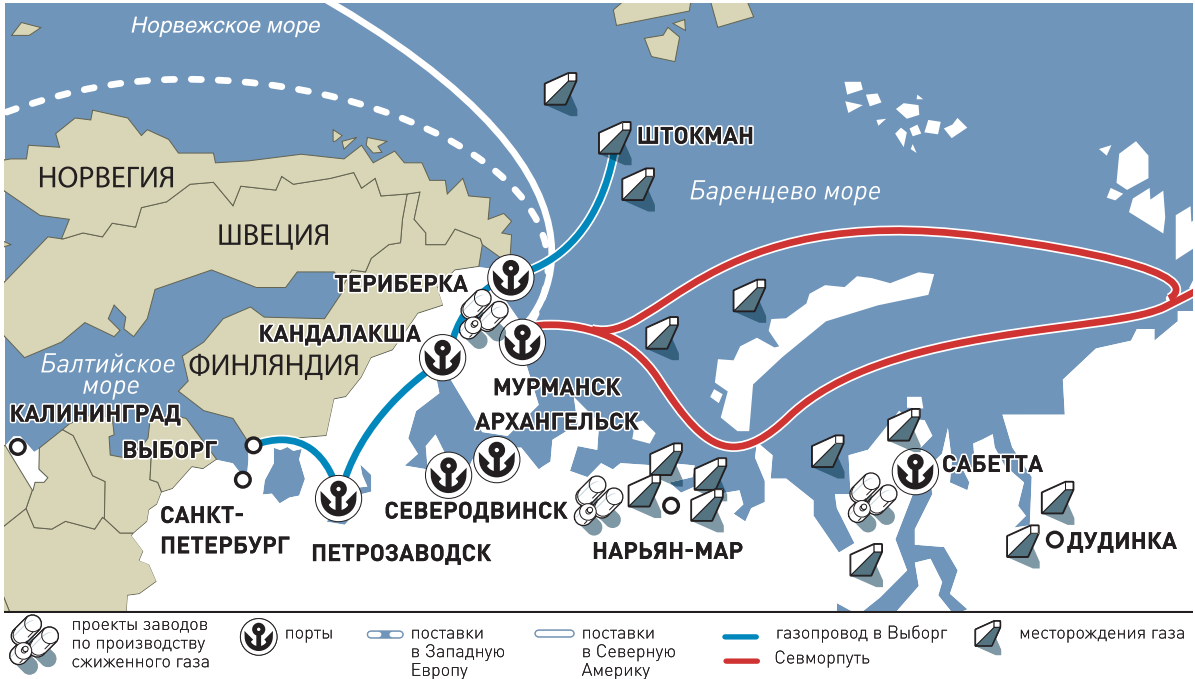 Норвежское море
ШТОКМАН
НОРВЕГИЯ
Баренцево море
ШВЕЦИЯ
ТЕРИБЕРКА
КАНДАЛАКША
Балтийское
море
ФИНЛЯНДИЯ
МУРМАНСК
КАЛИНИНГРАД
АРХАНГЕЛЬСК
ВЫБОРГ
САБЕТТА
СЕВЕРОДВИНСК
САНКТ-
ПЕТЕРБУРГ
ПЕТРОЗАВОДСК
НАРЬЯН-МАР
ДУДИНКА
проекты заводов
по производству
сжиженного газа
порты
поставки
в Западную
Европу
поставки
в Северную
Америку
газопровод в Выборг
Севморпуть
месторождения газа